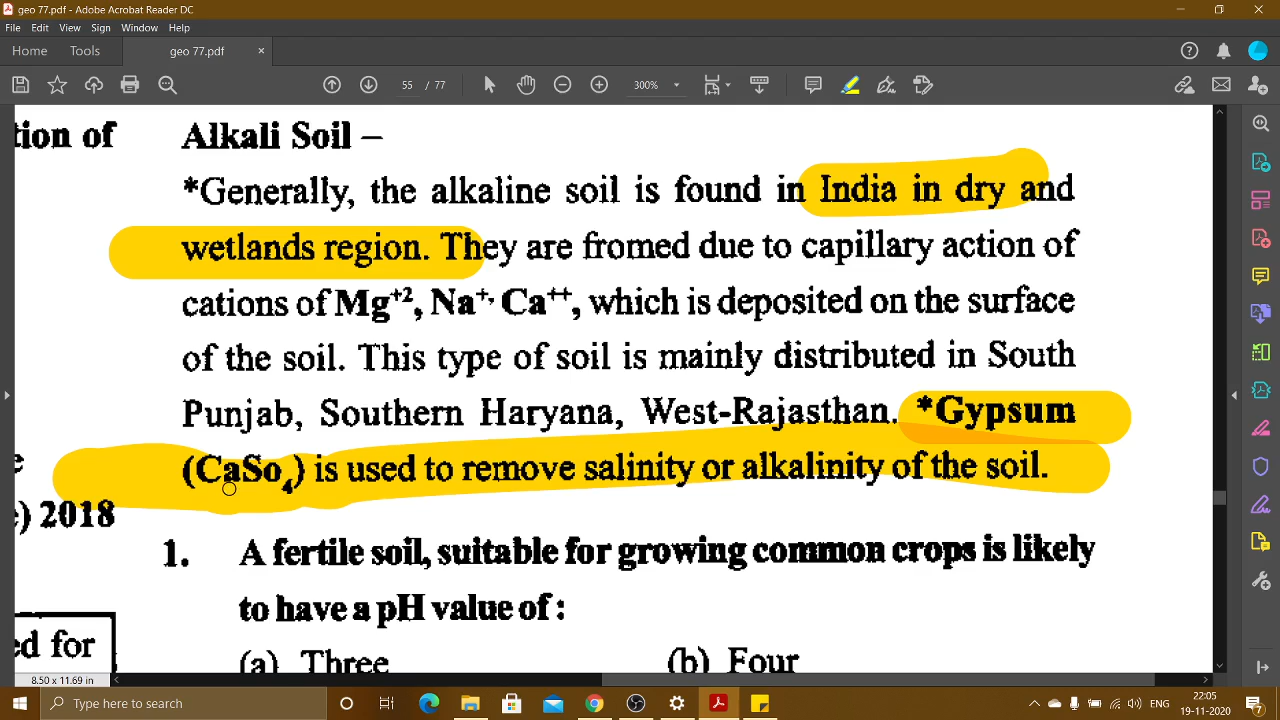 geo 77.pdf - Adobe Acrobat Reader DC
File Edit View Sign Window Help
Home Tools geo 77.pdf ×
55 / 77 300%
tion of
Alkali Soil –
*Generally, the alkaline soil is found in India in dry and
wetlands region. They are fromed due to capillary action of
cations of Mg⁺², Na⁺, Ca⁺⁺, which is deposited on the surface
of the soil. This type of soil is mainly distributed in South
Punjab, Southern Haryana, West-Rajasthan. *Gypsum
(CaSo₄) is used to remove salinity or alkalinity of the soil.
e
e) 2018
1. A fertile soil, suitable for growing common crops is likely
to have a pH value of :
ed for
(a) Three (b) Four
8.50 x 11.69 in
Type here to search
22:05
19-11-2020
7